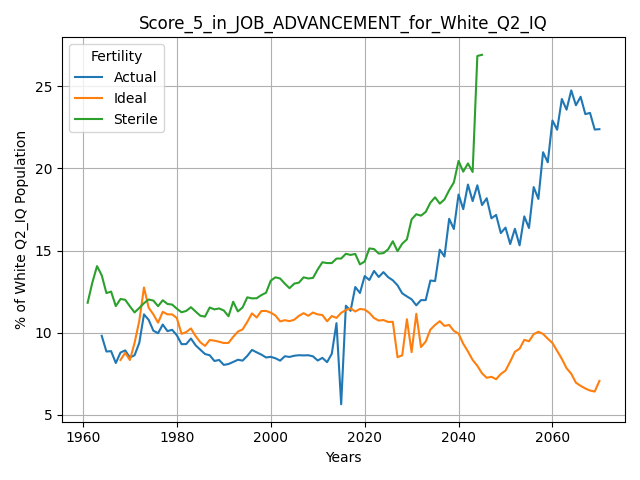 Score_5_in_JOB_ADVANCEMENT_for_White_Q2_IQ
Fertility
Actual
Ideal
Sterile
% of White Q2_IQ Population
25
20
15
10
5
1960 1980 2000 2020 2040 2060
Years